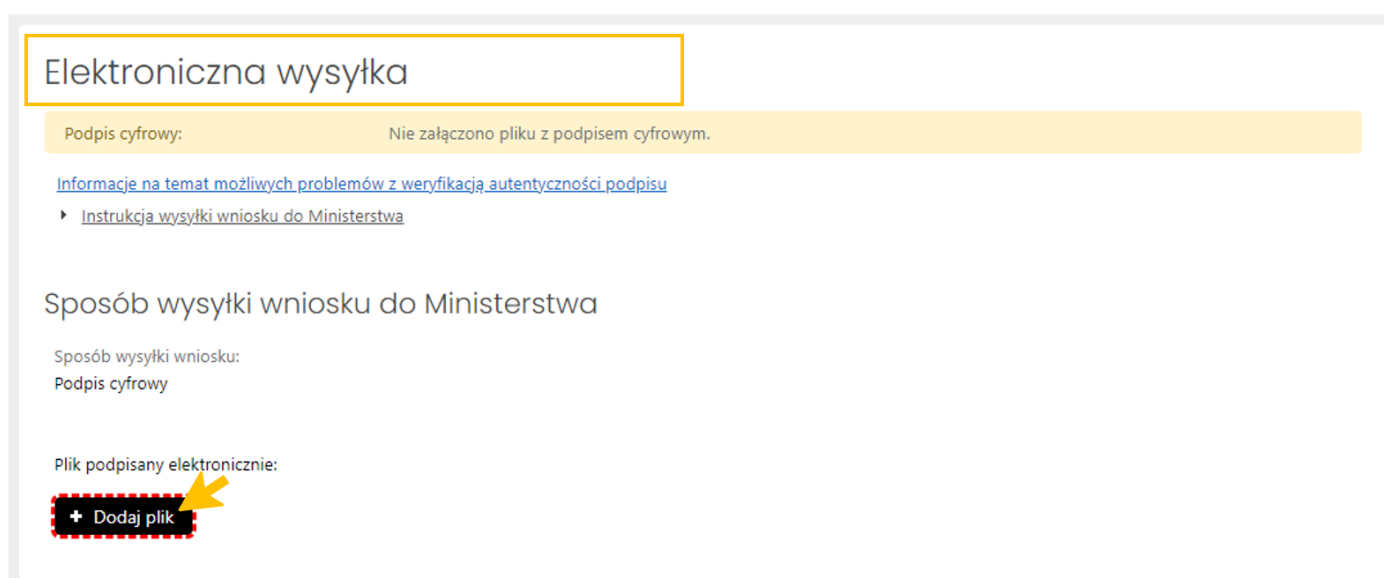 Elektroniczna wysyłka
Podpis cyfrowy: Nie załączono pliku z podpisem cyfrowym.
Informacje na temat możliwych problemów z weryfikacją autentyczności podpisu
Instrukcja wysyłki wniosku do Ministerstwa
Sposób wysyłki wniosku do Ministerstwa
Sposób wysyłki wniosku:
Podpis cyfrowy
Plik podpisany elektronicznie:
+ Dodaj plik